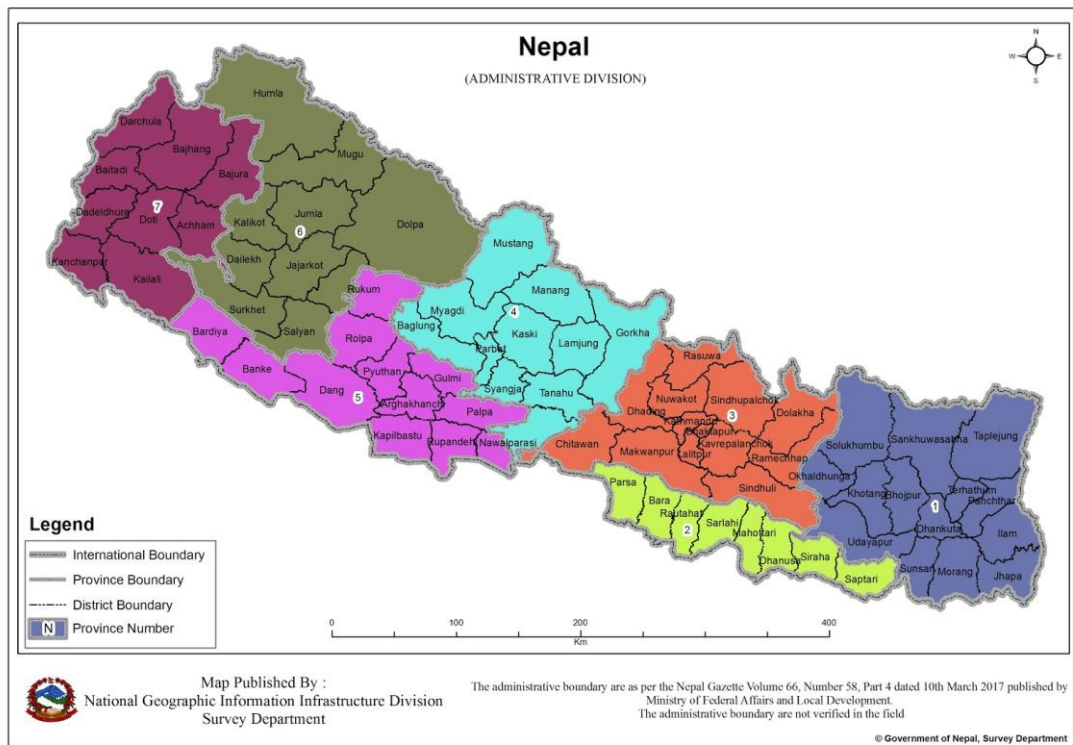 Nepal
(ADMINISTRATIVE DIVISION)
N
W E
S
Humla
Darchula
Bajhang
Mugu
Baitadi
Bajura
Dadeldhura
7
Doti
Achham
Kalikot
Jumla
6
Dolpa
Kanchanpur
Kailali
Dailekh
Jajarkot
Surkhet
Salyan
Mustang
Manang
Myagdi
4
Baglung
Kaski
Lamjung
Gorkha
Parbat
Syangja
Tanahu
Rukum
Rolpa
Bardiya
Banke
Pyuthan
Gulmi
Dang
5
Arghakhanch
Palpa
Kapilbastu
Rupandehi
Nawalparasi
Rasuwa
Nuwakot
Sindhupalchok
Dhading
3
Dolakha
Kathmandu
Bhaktapur
Kavrepalanchok
Chitawan
Makwanpur
Lalitpur
Ramechhap
Sindhuli
Parsa
Bara
Rautahat
2
Sarlahi
Mahottari
Dhanusa
Siraha
Saptari
Solukhumbu
Sankhuwasabha
Taplejung
Okhaldhunga
Khotang
Bhojpur
Terhathum
Panchthar
1
Dhankuta
Ilam
Udayapur
Sunsari
Morang
Jhapa
Legend
International Boundary
Province Boundary
District Boundary
N Province Number
0 100 200 400
Km
Map Published By :
National Geographic Information Infrastructure Division
Survey Department
The administrative boundary are as per the Nepal Gazette Volume 66, Number 58, Part 4 dated 10th March 2017 published by
Ministry of Federal Affairs and Local Development.
The administrative boundary are not verified in the field
© Government of Nepal, Survey Department